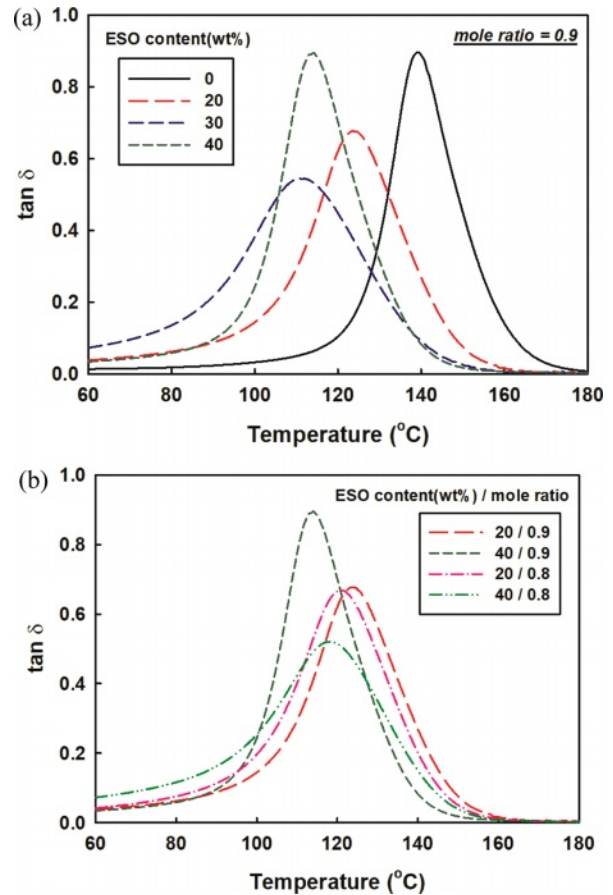 (a)
ESO content(wt%)
0
20
30
40
mole ratio = 0.9
tan δ
1.0
0.8
0.6
0.4
0.2
0.0
60 80 100 120 140 160 180
Temperature (°C)
(b)
ESO content(wt%) / mole ratio
20 / 0.9
40 / 0.9
20 / 0.8
40 / 0.8
tan δ
1.0
0.8
0.6
0.4
0.2
0.0
60 80 100 120 140 160 180
Temperature (°C)